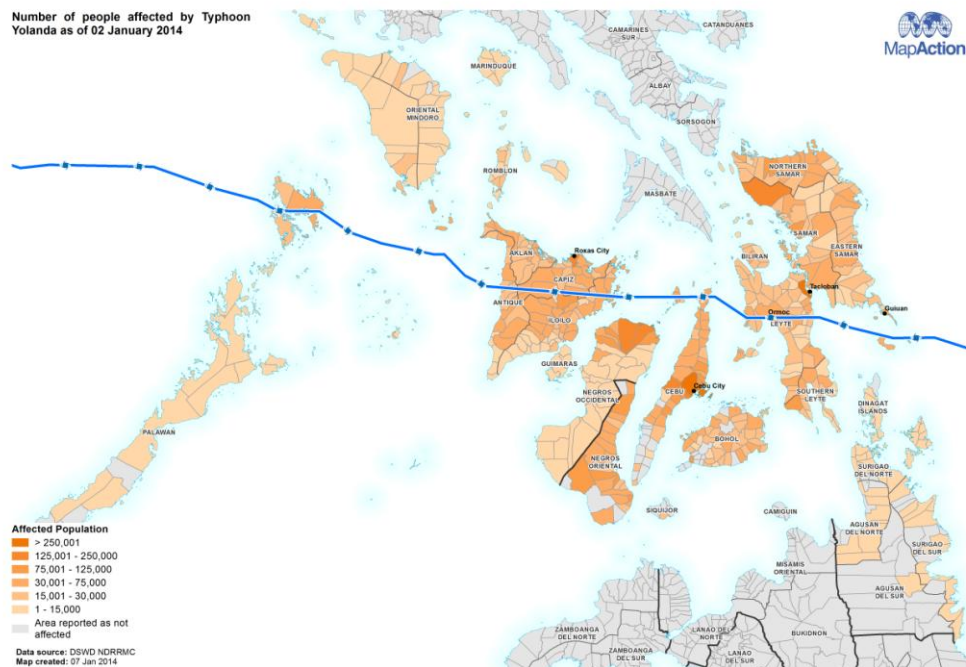 Number of people affected by Typhoon
Yolanda as of 02 January 2014
MapAction
CATANDUANES
CAMARINES
SUR
MARINDUQUE
ALBAY
ORIENTAL
MINDORO
SORSOGON
NORTHERN
SAMAR
ROMBLON
MASBATE
SAMAR
Roxas City
EASTERN
SAMAR
AKLAN
BILIRAN
CAPIZ
Tacloban
ANTIQUE
Guiuan
ILOILO
Ormoc
LEYTE
GUIMARAS
Cebu City
NEGROS
OCCIDENTAL
CEBU
SOUTHERN
LEYTE
DINAGAT
ISLANDS
PALAWAN
BOHOL
NEGROS
ORIENTAL
SURIGAO
DEL NORTE
SIQUIJOR
CAMIGUIN
AGUSAN
DEL NORTE
SURIGAO
DEL SUR
MISAMIS
ORIENTAL
AGUSAN
DEL SUR
ZAMBOANGA
DEL NORTE
LANAO DEL
NORTE
BUKIDNON
ZAMBOANGA
DEL SUR
LANAO
DEL SUR
Affected Population
> 250,001
125,001 - 250,000
75,001 - 125,000
30,001 - 75,000
15,001 - 30,000
1 - 15,000
Area reported as not
affected
Data source: DSWD NDRRMC
Map created: 07 Jan 2014